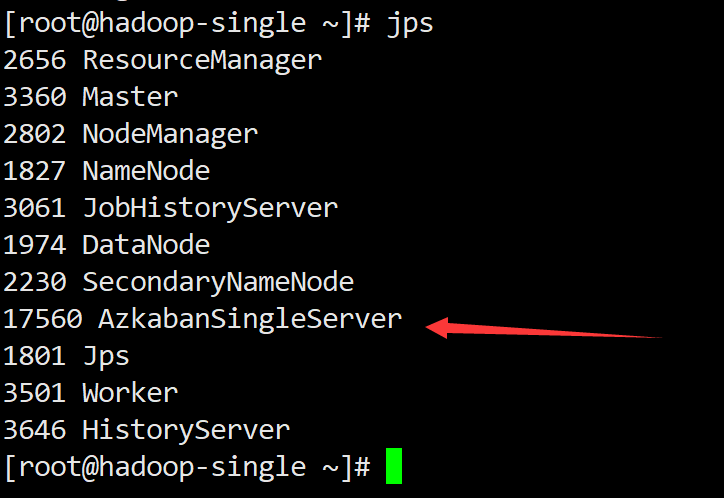 [root@hadoop-single ~]# jps
2656 ResourceManager
3360 Master
2802 NodeManager
1827 NameNode
3061 JobHistoryServer
1974 DataNode
2230 SecondaryNameNode
17560 AzkabanSingleServer
1801 Jps
3501 Worker
3646 HistoryServer
[root@hadoop-single ~]#